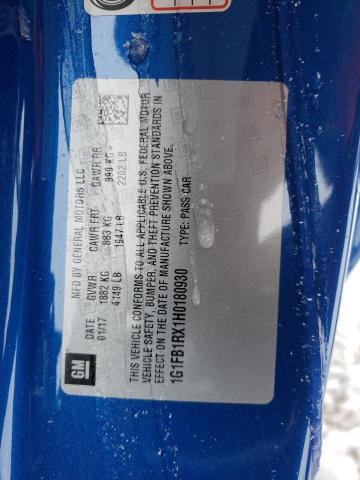 MFD BY GENERAL MOTORS LLC
DATE GVWR GAWR FRT GAWR RR
01/17 1882 KG 883 KG 999 KG
4149 LB 1947 LB 2202 LB
THIS VEHICLE CONFORMS TO ALL APPLICABLE U.S. FEDERAL MOTOR
VEHICLE SAFETY, BUMPER, AND THEFT PREVENTION STANDARDS IN
EFFECT ON THE DATE OF MANUFACTURE SHOWN ABOVE.
1G1FB1RX1H0180930 TYPE: PASS CAR
GM